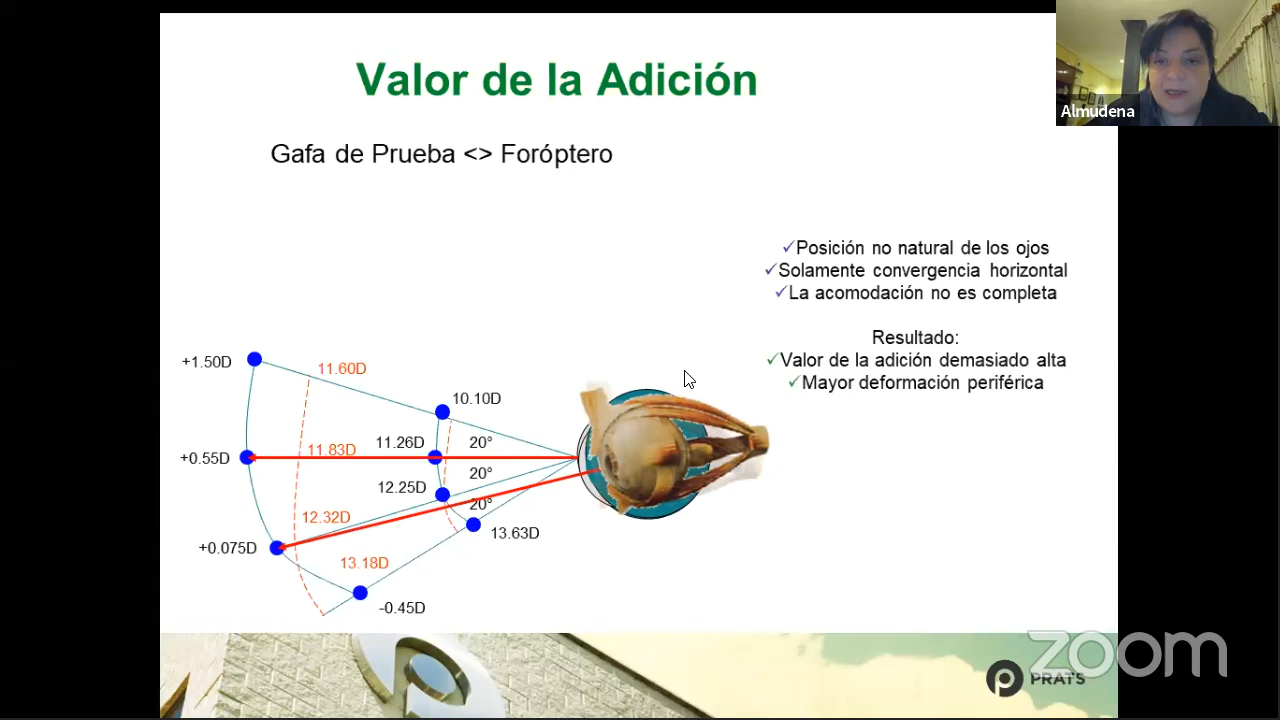 Valor de la Adición
Almudena
Gafa de Prueba <> Foróptero
✓Posición no natural de los ojos
✓Solamente convergencia horizontal
✓La acomodación no es completa
Resultado:
✓Valor de la adición demasiado alta
✓Mayor deformación periférica
+1.50D
11.60D
10.10D
+0.55D
11.83D
11.26D
20°
20°
12.25D
20°
12.32D
13.63D
+0.075D
13.18D
-0.45D
zoom
PRATS